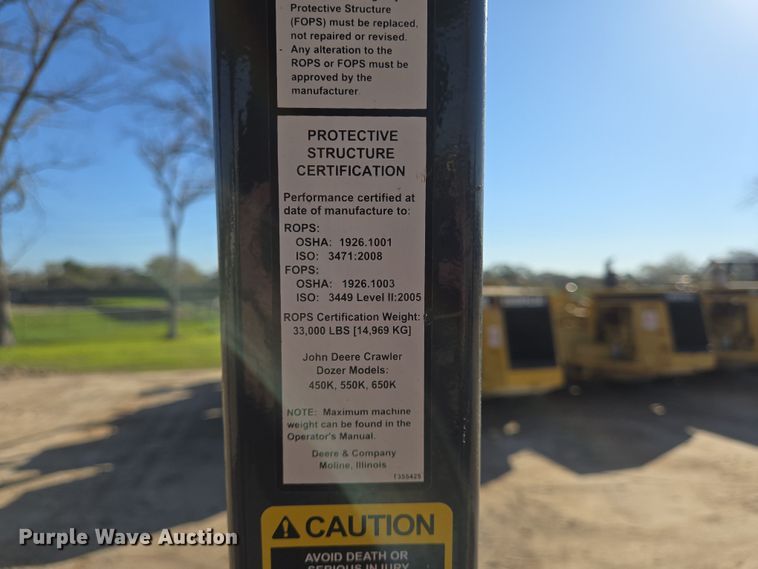 Protective Structure
(FOPS) must be replaced,
not repaired or revised.
- Any alteration to the
ROPS or FOPS must be
approved by the
manufacturer.
PROTECTIVE
STRUCTURE
CERTIFICATION
Performance certified at
date of manufacture to:
ROPS:
OSHA: 1926.1001
ISO: 3471:2008
FOPS:
OSHA: 1926.1003
ISO: 3449 Level II:2005
ROPS Certification Weight:
33,000 LBS [14,969 KG]
John Deere Crawler
Dozer Models:
450K, 550K, 650K
NOTE: Maximum machine
weight can be found in the
Operator's Manual.
Deere & Company
Moline, Illinois
T355425
CAUTION
AVOID DEATH OR
SERIOUS INJURY
Purple Wave Auction